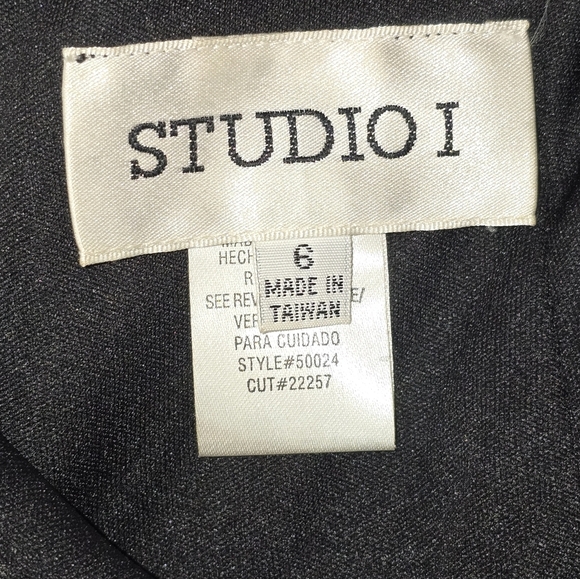 STUDIO I
6
MADE IN
TAIWAN
HECH
R
SEE REV E/
VER
PARA CUIDADO
STYLE#50024
CUT#22257